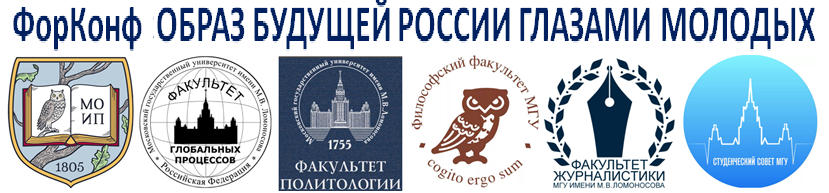 ФорКонф ОБРАЗ БУДУЩЕЙ РОССИИ ГЛАЗАМИ МОЛОДЫХ
МО
ИП
1805
Московский государственный университет имени М.В. Ломоносова
ФАКУЛЬТЕТ
ГЛОБАЛЬНЫХ
ПРОЦЕССОВ
Российская Федерация
Московский государственный университет имени М.В. Ломоносова
1755
ФАКУЛЬТЕТ
ПОЛИТОЛОГИИ
Философский факультет МГУ
cogito ergo sum
ФАКУЛЬТЕТ
ЖУРНАЛИСТИКИ
МГУ ИМЕНИ М.В.ЛОМОНОСОВА
СТУДЕНЧЕСКИЙ СОВЕТ МГУ